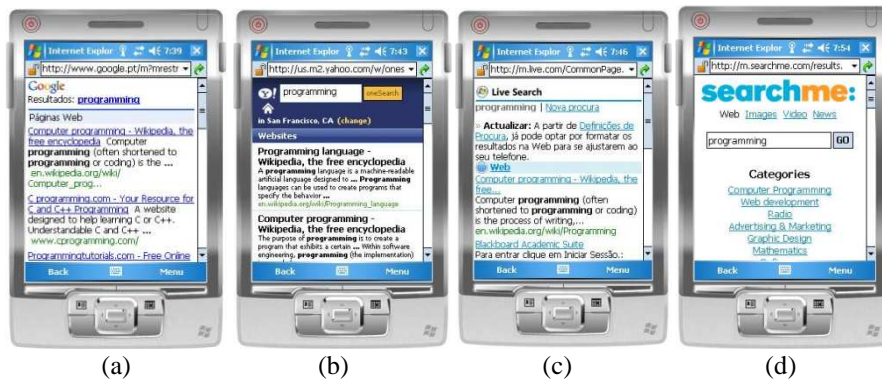 Internet Explor 7:39
http://www.google.pt/m?mrestr
Google
Resultados: programming
Páginas Web
Computer programming - Wikipedia, the
free encyclopedia Computer
programming (often shortened to
programming or coding) is the ...
en.wikipedia.org/wiki/
Computer_prog...
C programming.com - Your Resource for
C and C++ Programming A website
designed to help learning C or C++.
Understandable C and C++ ...
www.cprogramming.com/
Programmingtutorials.com - Free Online
Back Menu
(a)
Internet Explor 7:43
http://us.m2.yahoo.com/w/ones
Y!
programming
oneSearch
in San Francisco, CA (change)
Websites
Programming language -
Wikipedia, the free encyclopedia
A programming language is a machine-readable
artificial language designed to ... Programming
languages can be used to create programs that
specify the behavior ...
en.wikipedia.org/wiki/Programming_language
Computer programming -
Wikipedia, the free encyclopedia
The purpose of programming is to create a
program that exhibits a certain ... Within software
engineering, programming (the implementation)
Back Menu
(b)
Internet Explor 7:46
http://m.live.com/CommonPage.
Live Search
programming | Nova procura
» Actualizar: A partir de Definições de
Procura, já pode optar por formatar os
resultados na Web para se ajustarem ao
seu telefone.
Web
Computer programming - Wikipedia, the
free...
Computer programming (often
shortened to programming or coding)
is the process of writing,...
en.wikipedia.org/wiki/Programming
Blackboard Academic Suite
Para entrar clique em Iniciar Sessão.:
Back Menu
(c)
Internet Explor 7:54
http://m.searchme.com/results.
searchme:
Web Images Video News
programming GO
Categories
Computer Programming
Web development
Radio
Advertising & Marketing
Graphic Design
Mathematics
Back Menu
(d)